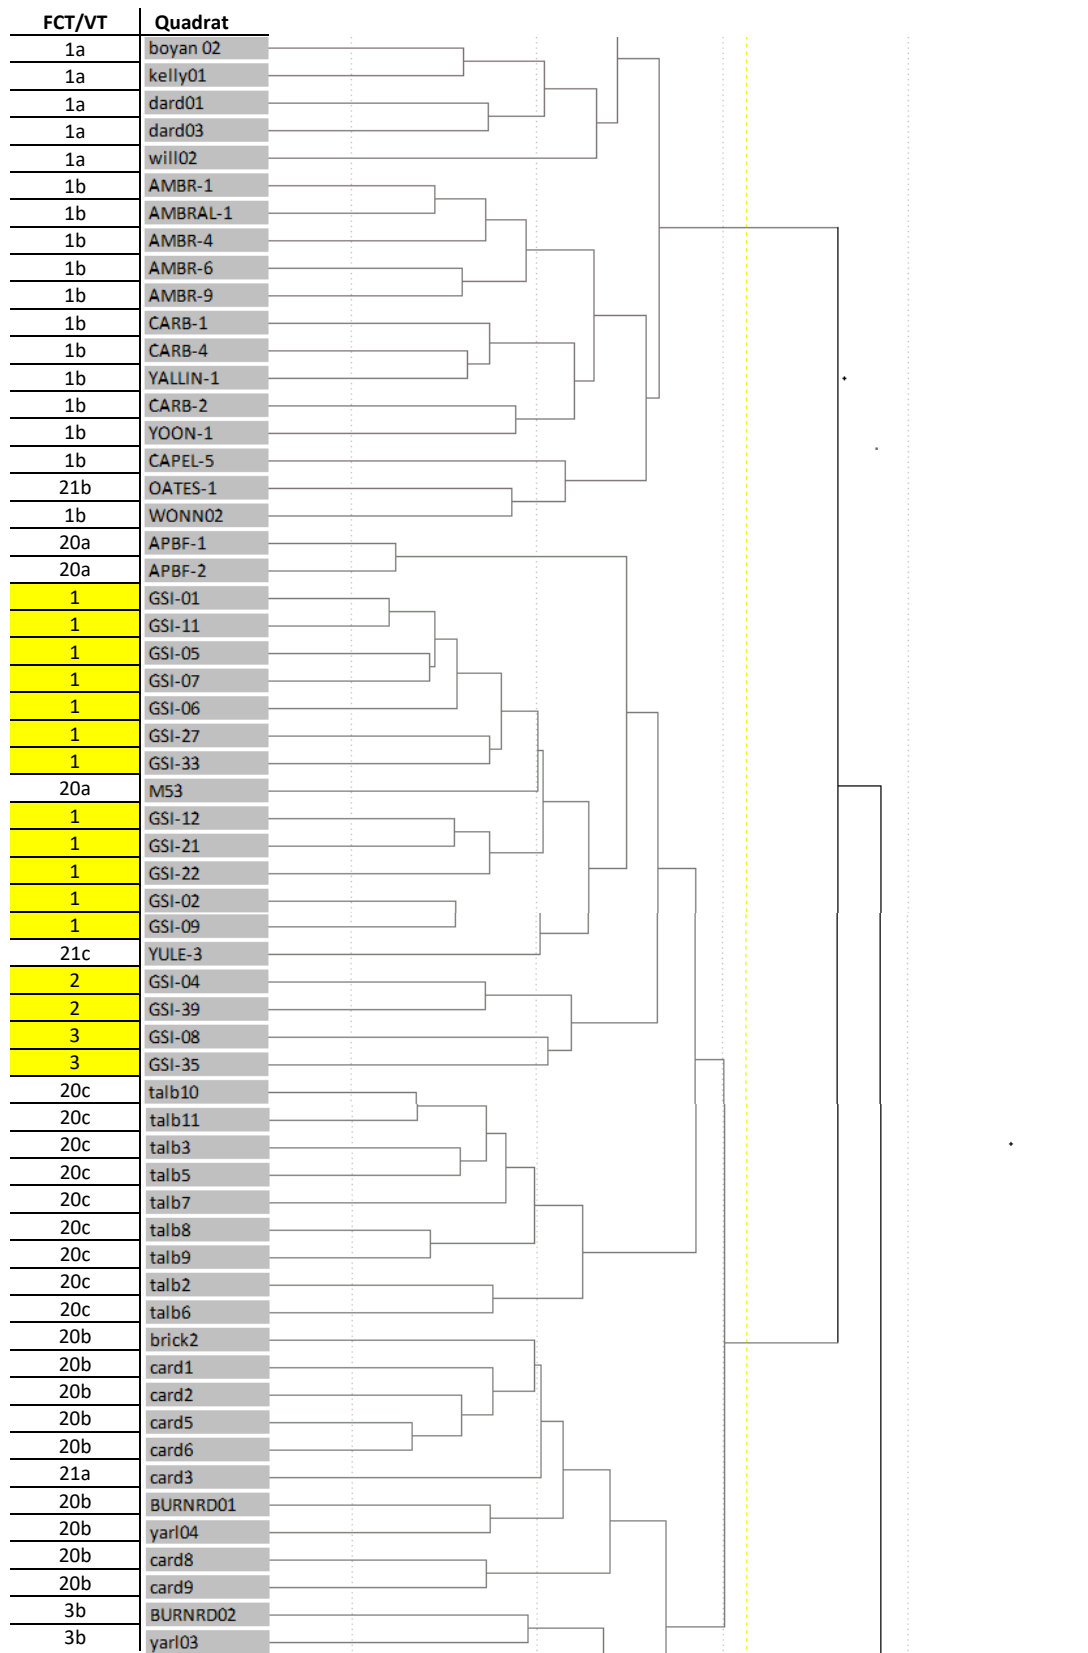 FCT/VT Quadrat
1a boyan 02
1a kelly01
1a dard01
1a dard03
1a will02
1b AMBR-1
1b AMBRAL-1
1b AMBR-4
1b AMBR-6
1b AMBR-9
1b CARB-1
1b CARB-4
1b YALLIN-1
1b CARB-2
1b YOON-1
1b CAPEL-5
21b OATES-1
1b WONN02
20a APBF-1
20a APBF-2
1 GSI-01
1 GSI-11
1 GSI-05
1 GSI-07
1 GSI-06
1 GSI-27
1 GSI-33
20a M53
1 GSI-12
1 GSI-21
1 GSI-22
1 GSI-02
1 GSI-09
21c YULE-3
2 GSI-04
2 GSI-39
3 GSI-08
3 GSI-35
20c talb10
20c talb11
20c talb3
20c talb5
20c talb7
20c talb8
20c talb9
20c talb2
20c talb6
20b brick2
20b card1
20b card2
20b card5
20b card6
21a card3
20b BURNRD01
20b yarl04
20b card8
20b card9
3b BURNRD02
3b yarl03